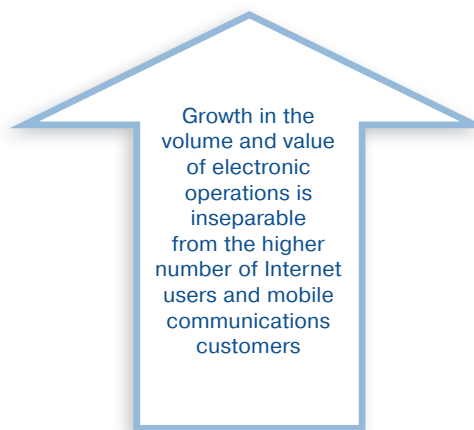 Growth in the
volume and value
of electronic
operations is
inseparable
from the higher
number of Internet
users and mobile
communications
customers